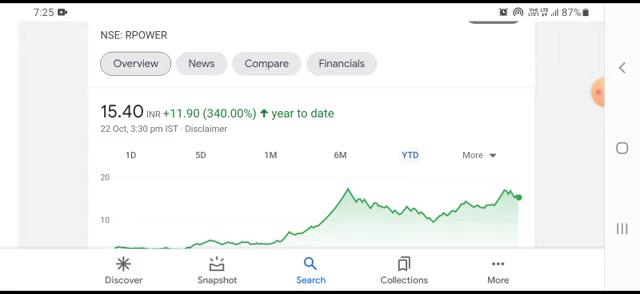 7:25 87%
NSE: RPOWER
Overview News Compare Financials
15.40 INR +11.90 (340.00%) year to date
22 Oct, 3:30 pm IST · Disclaimer
1D 5D 1M 6M YTD More
20
10
Discover Snapshot Search Collections More